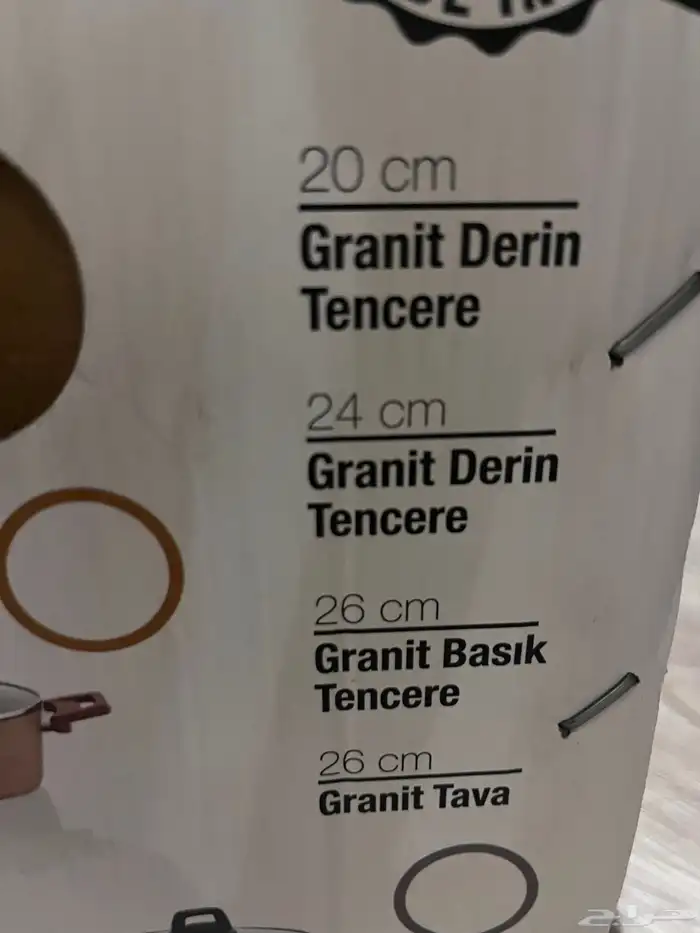 20 cm
Granit Derin
Tencere
24 cm
Granit Derin
Tencere
26 cm
Granit Basık
Tencere
26 cm
Granit Tava
حراج